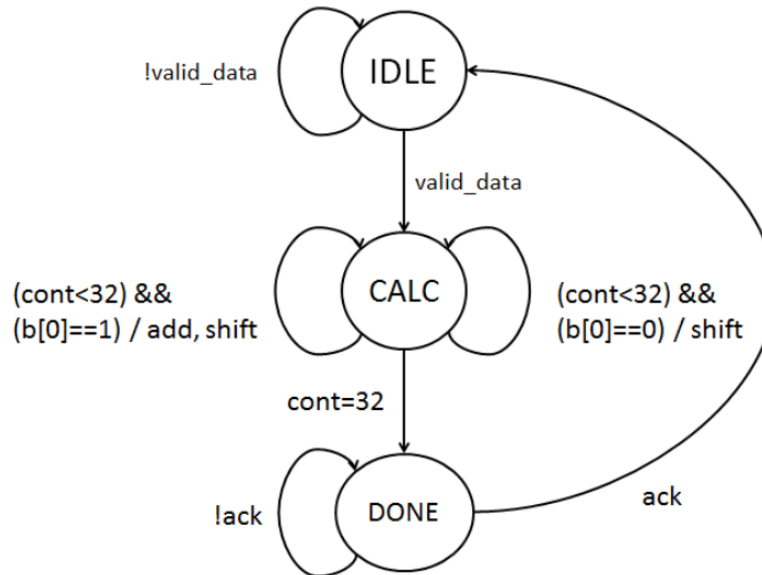 IDLE
!valid_data
valid_data
CALC
(cont<32) &&
(b[0]==1) / add, shift
(cont<32) &&
(b[0]==0) / shift
cont=32
DONE
!ack
ack